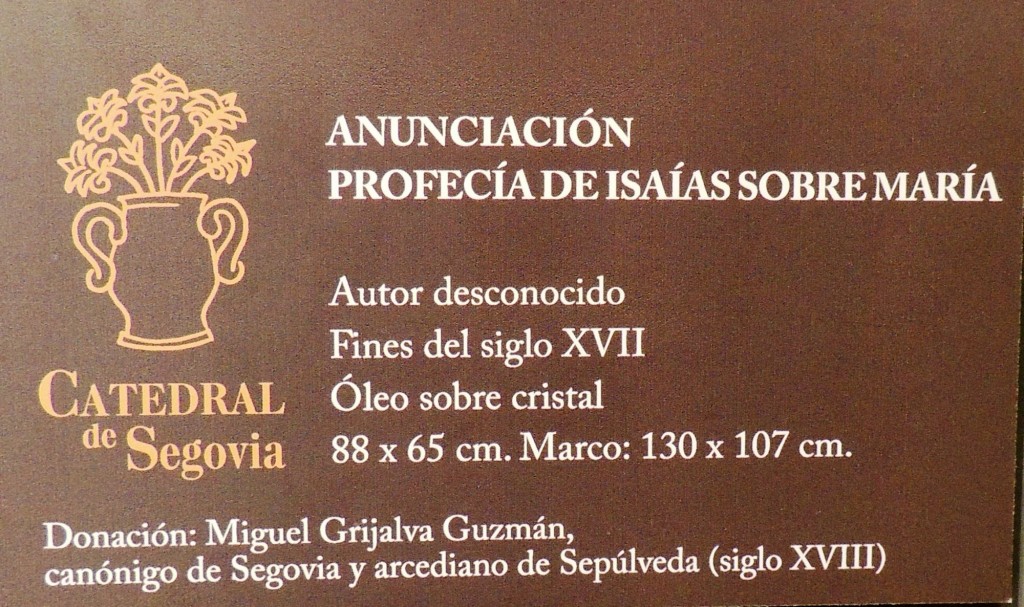 ANUNCIACIÓN
PROFECÍA DE ISAÍAS SOBRE MARÍA
Autor desconocido
Fines del siglo XVII
Óleo sobre cristal
88 x 65 cm. Marco: 130 x 107 cm.
CATEDRAL
de Segovia
Donación: Miguel Grijalva Guzmán,
canónigo de Segovia y arcediano de Sepúlveda (siglo XVIII)